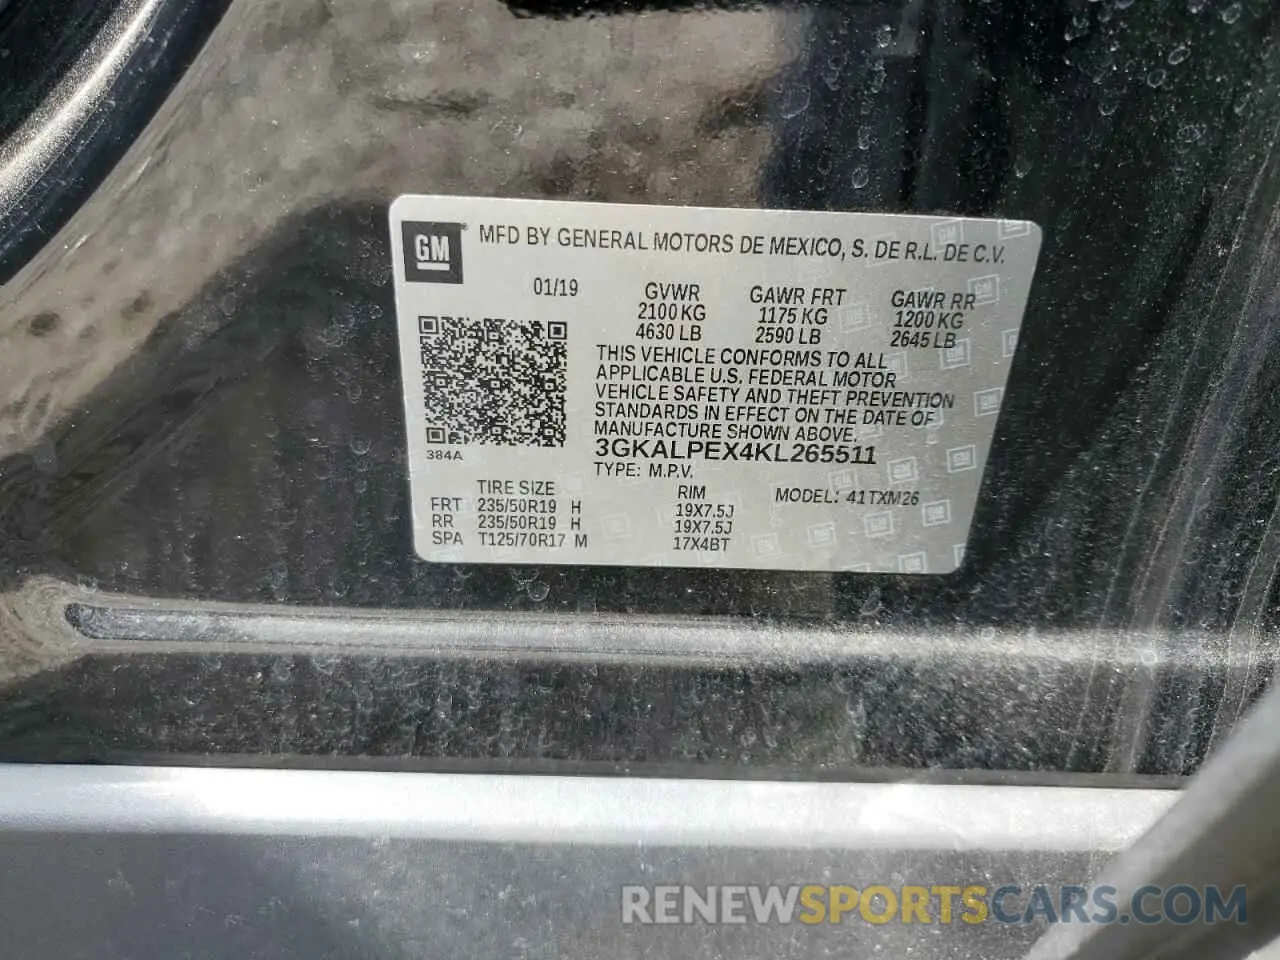 GM MFD BY GENERAL MOTORS DE MEXICO, S. DE R.L. DE C.V.
01/19 GVWR GAWR FRT GAWR RR
2100 KG 1175 KG 1200 KG
4630 LB 2590 LB 2645 LB
THIS VEHICLE CONFORMS TO ALL
APPLICABLE U.S. FEDERAL MOTOR
VEHICLE SAFETY AND THEFT PREVENTION
STANDARDS IN EFFECT ON THE DATE OF
MANUFACTURE SHOWN ABOVE.
384A 3GKALPEX4KL265511
TYPE: M.P.V.
TIRE SIZE RIM MODEL: 41TXM26
FRT 235/50R19 H 19X7.5J
RR 235/50R19 H 19X7.5J
SPA T125/70R17 M 17X4BT
RENEWSPORTSCARS.COM